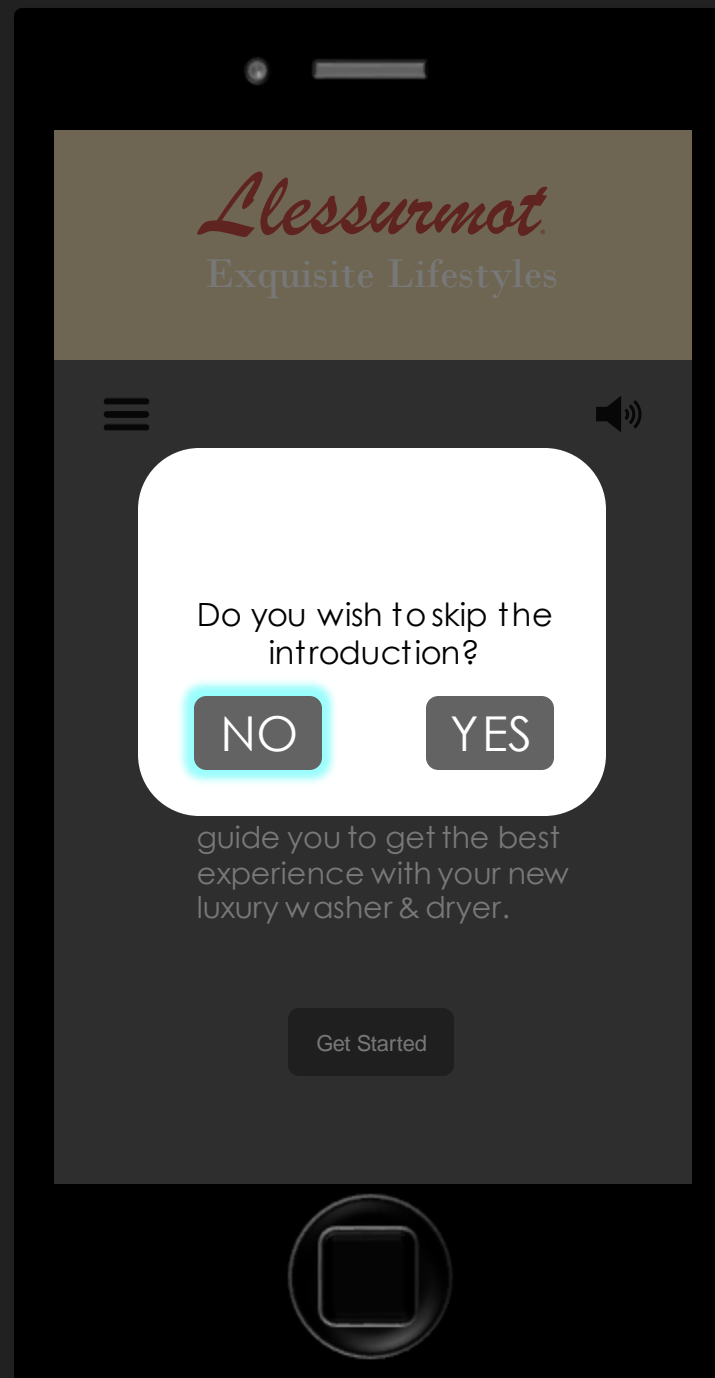 Llessurmot
Exquisite Lifestyles
Do you wish to skip the
introduction?
NO YES
guide you to get the best
experience with your new
luxury washer & dryer.
Get Started